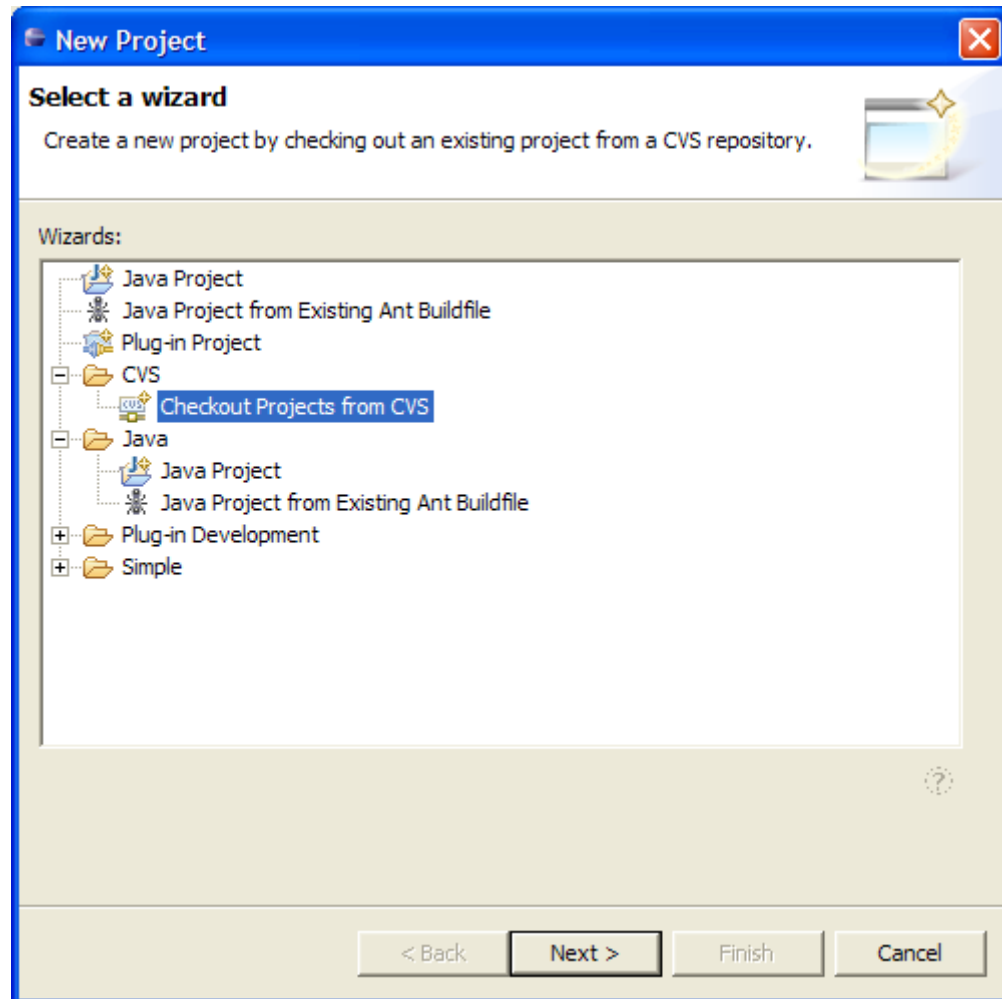 New Project
Select a wizard
Create a new project by checking out an existing project from a CVS repository.
Wizards:
Java Project
Java Project from Existing Ant Buildfile
Plug-in Project
CVS
Checkout Projects from CVS
Java
Java Project
Java Project from Existing Ant Buildfile
Plug-in Development
Simple
?
< Back Next > Finish Cancel